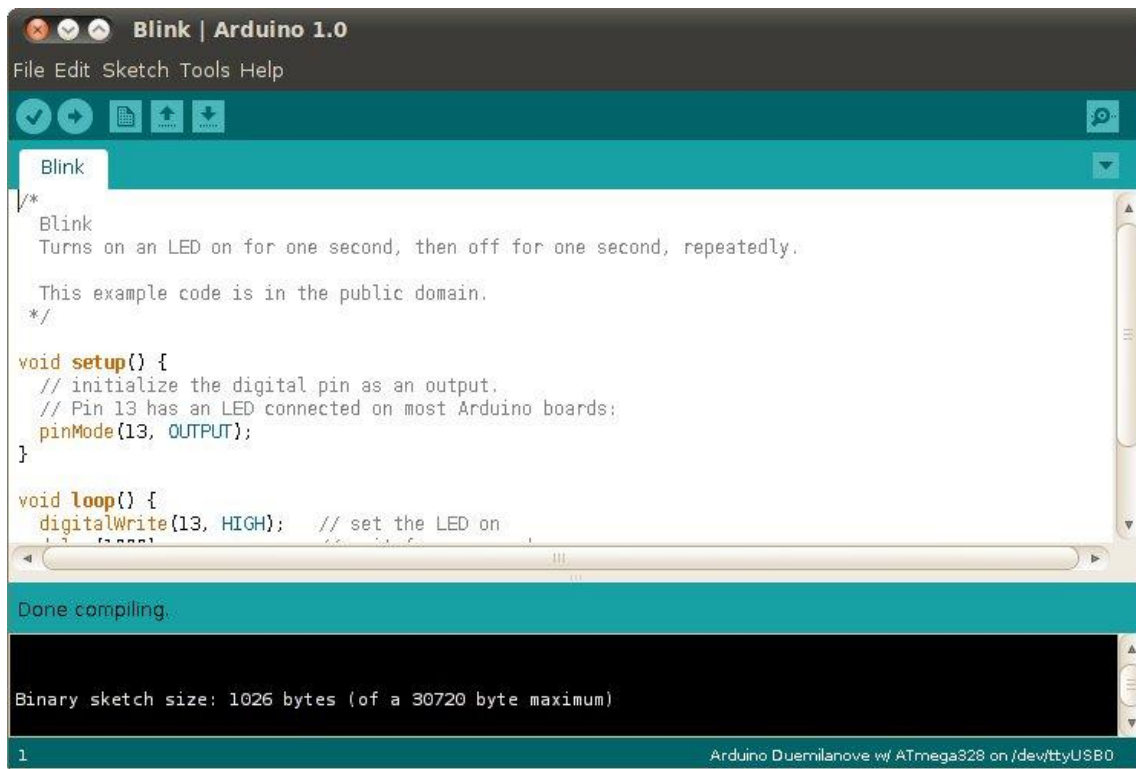 Blink | Arduino 1.0
File Edit Sketch Tools Help
Blink
/*
  Blink
  Turns on an LED on for one second, then off for one second, repeatedly.

  This example code is in the public domain.
 */

void setup() {
  // initialize the digital pin as an output.
  // Pin 13 has an LED connected on most Arduino boards:
  pinMode(13, OUTPUT);
}

void loop() {
  digitalWrite(13, HIGH);   // set the LED on
Done compiling.
Binary sketch size: 1026 bytes (of a 30720 byte maximum)
1
Arduino Duemilanove w/ ATmega328 on /dev/ttyUSB0